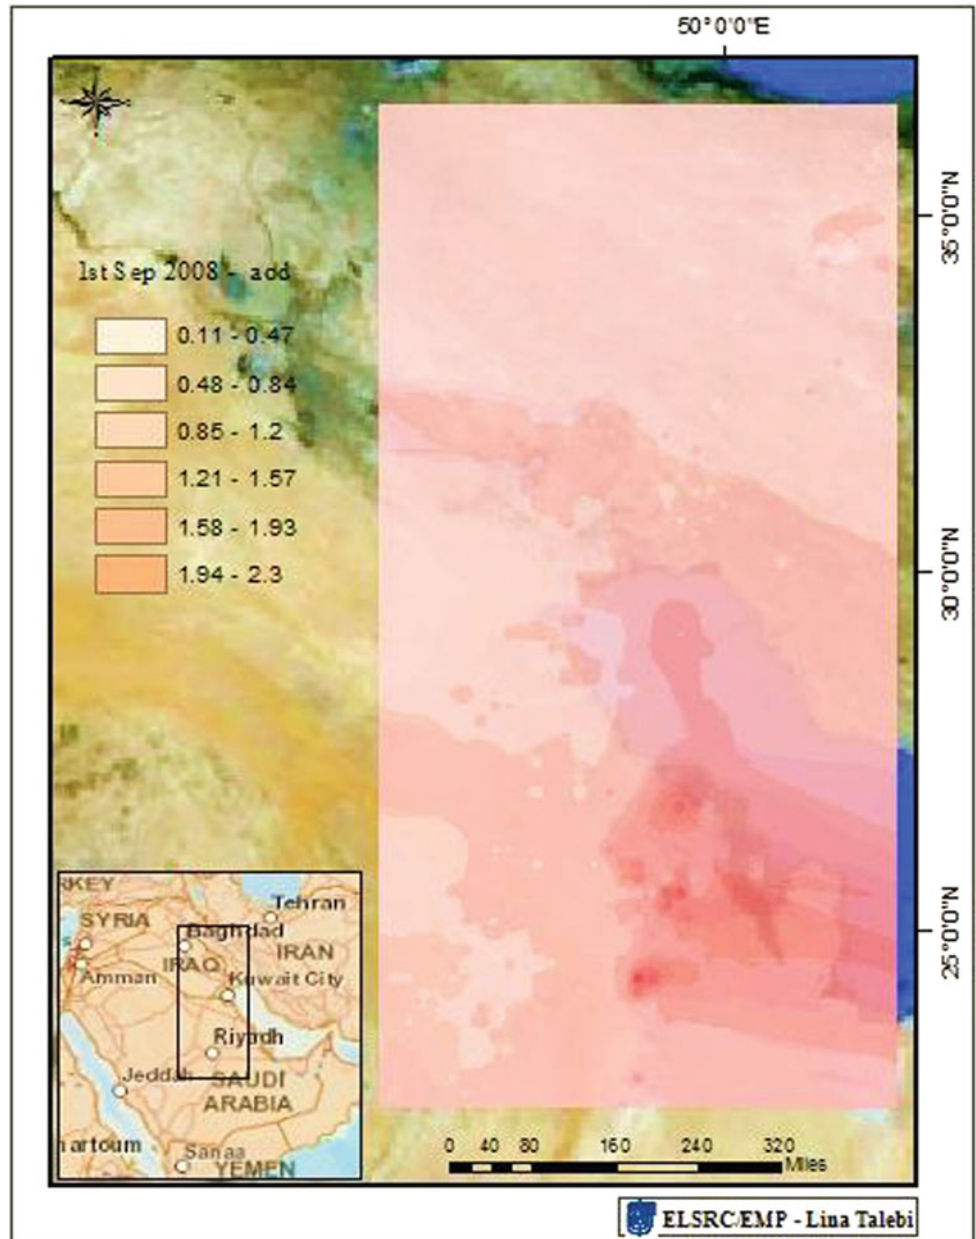 50°0'0"E
35°0'0"N
30°0'0"N
25°0'0"N
1st Sep 2008 - aod
0.11 - 0.47
0.48 - 0.84
0.85 - 1.2
1.21 - 1.57
1.58 - 1.93
1.94 - 2.3
RKEY
Tehran
SYRIA
Baghdad
s
IRAN
IRAQ
Amman
Kuwait City
Riyadh
Jeddah
SAUDI
ARABIA
hartoum
Sanaa
YEMEN
0 40 80 160 240 320
Miles
ELSRC/EMP - Lina Talebi